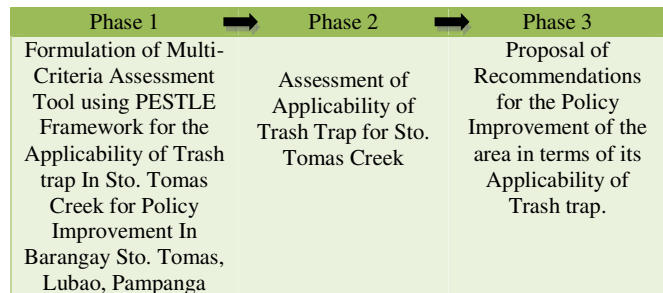 Phase 1
Phase 2
Phase 3
Formulation of Multi-
Criteria Assessment
Tool using PESTLE
Framework for the
Applicability of Trash
trap In Sto. Tomas
Creek for Policy
Improvement In
Barangay Sto. Tomas,
Lubao, Pampanga
Assessment of
Applicability of
Trash Trap for Sto.
Tomas Creek
Proposal of
Recommendations
for the Policy
Improvement of the
area in terms of its
Applicability of
Trash trap.